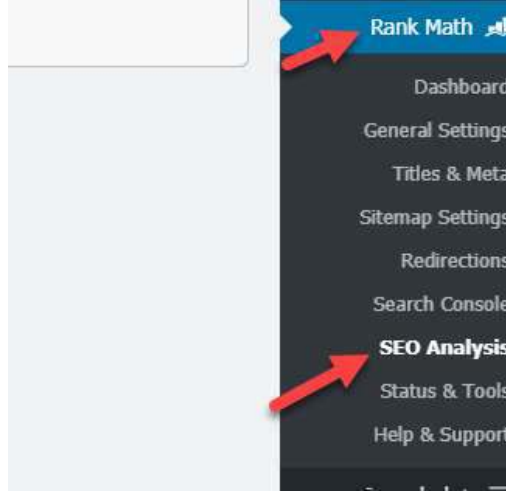 Rank Math
Dashboard
General Settings
Titles & Meta
Sitemap Settings
Redirections
Search Console
SEO Analysis
Status & Tools
Help & Support